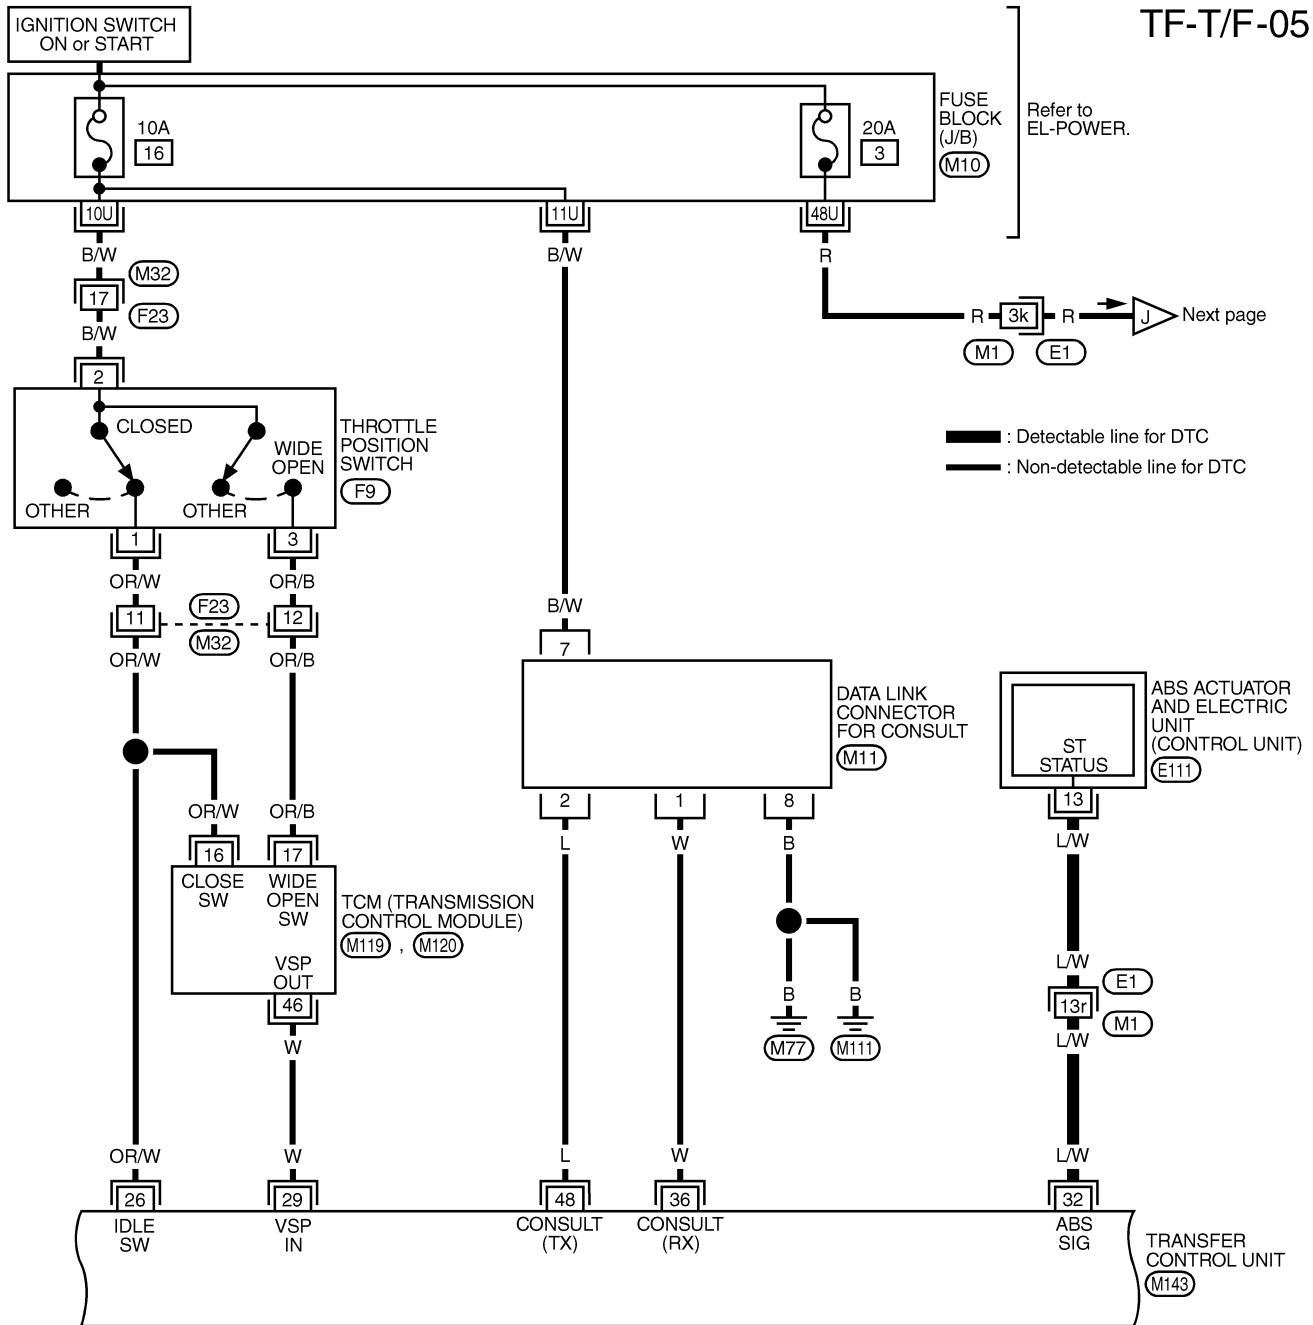 TF-T/F-05
IGNITION SWITCH
ON or START
10A
16
20A
3
FUSE
BLOCK
(J/B)
M10
Refer to
EL-POWER.
10U
11U
48U
B/W
B/W
R
M32
17
F23
B/W
R
3k
R
J
Next page
M1
E1
2
CLOSED
WIDE
OPEN
OTHER
OTHER
THROTTLE
POSITION
SWITCH
F9
: Detectable line for DTC
: Non-detectable line for DTC
1
3
OR/W
OR/B
11
F23
12
M32
OR/W
OR/B
B/W
7
DATA LINK
CONNECTOR
FOR CONSULT
M11
ST
STATUS
ABS ACTUATOR
AND ELECTRIC
UNIT
(CONTROL UNIT)
E111
2
1
8
13
OR/W
OR/B
L
W
B
L/W
16
17
CLOSE
SW
WIDE
OPEN
SW
TCM (TRANSMISSION
CONTROL MODULE)
M119 , M120
VSP
OUT
46
W
B
B
M77
M111
L/W
E1
13r
M1
L/W
OR/W
W
L
W
L/W
26
29
48
36
32
IDLE
SW
VSP
IN
CONSULT
(TX)
CONSULT
(RX)
ABS
SIG
TRANSFER
CONTROL UNIT
M143